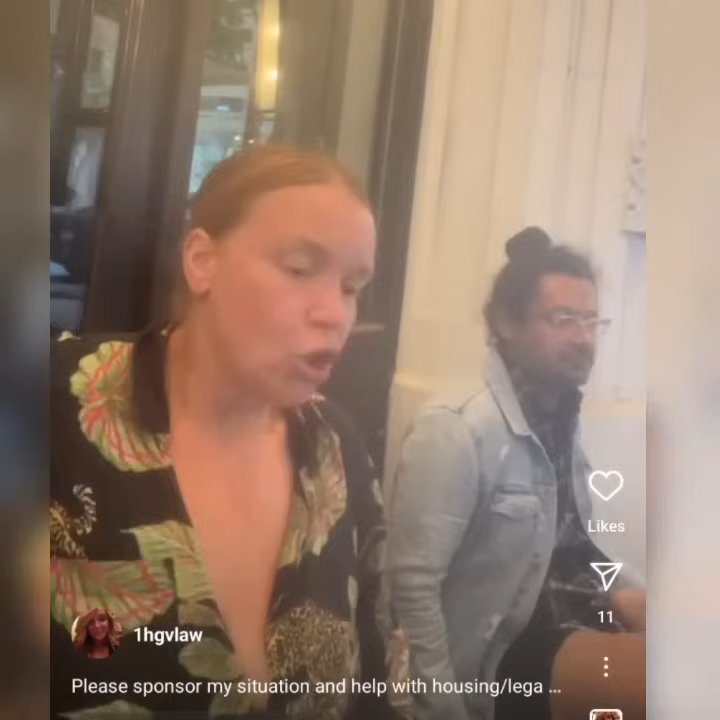 Likes
11
1hgvlaw
Please sponsor my situation and help with housing/lega ...